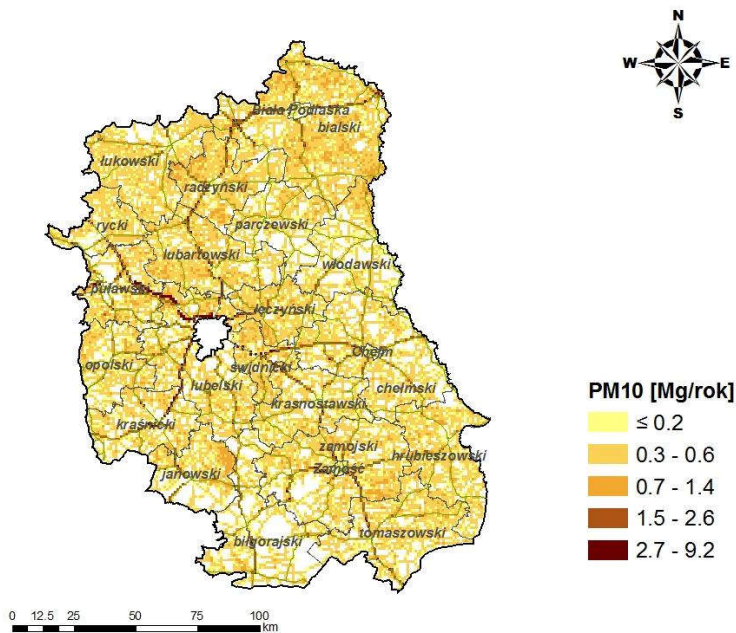 N
W E
S
Biała Podlaska
bialski
łukowski
radzyński
rycki
parczewski
lubartowski
włodawski
puławski
łęczyński
Chełm
opolski
świdnicki
lubelski
chełmski
krasnostawski
kraśnicki
zamojski
hrubieszowski
Zamość
janowski
tomaszowski
biłgorajski
PM10 [Mg/rok]
≤ 0.2
0.3 - 0.6
0.7 - 1.4
1.5 - 2.6
2.7 - 9.2
0 12.5 25 50 75 100
km